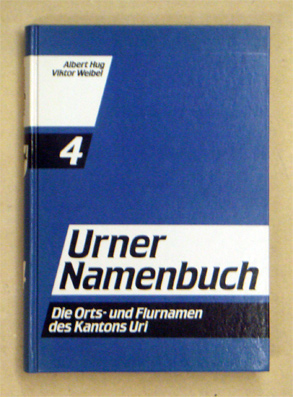 Albert Hug
Viktor Weibel
4
Urner
Namenbuch
Die Orts- und Flurnamen
des Kantons Uri